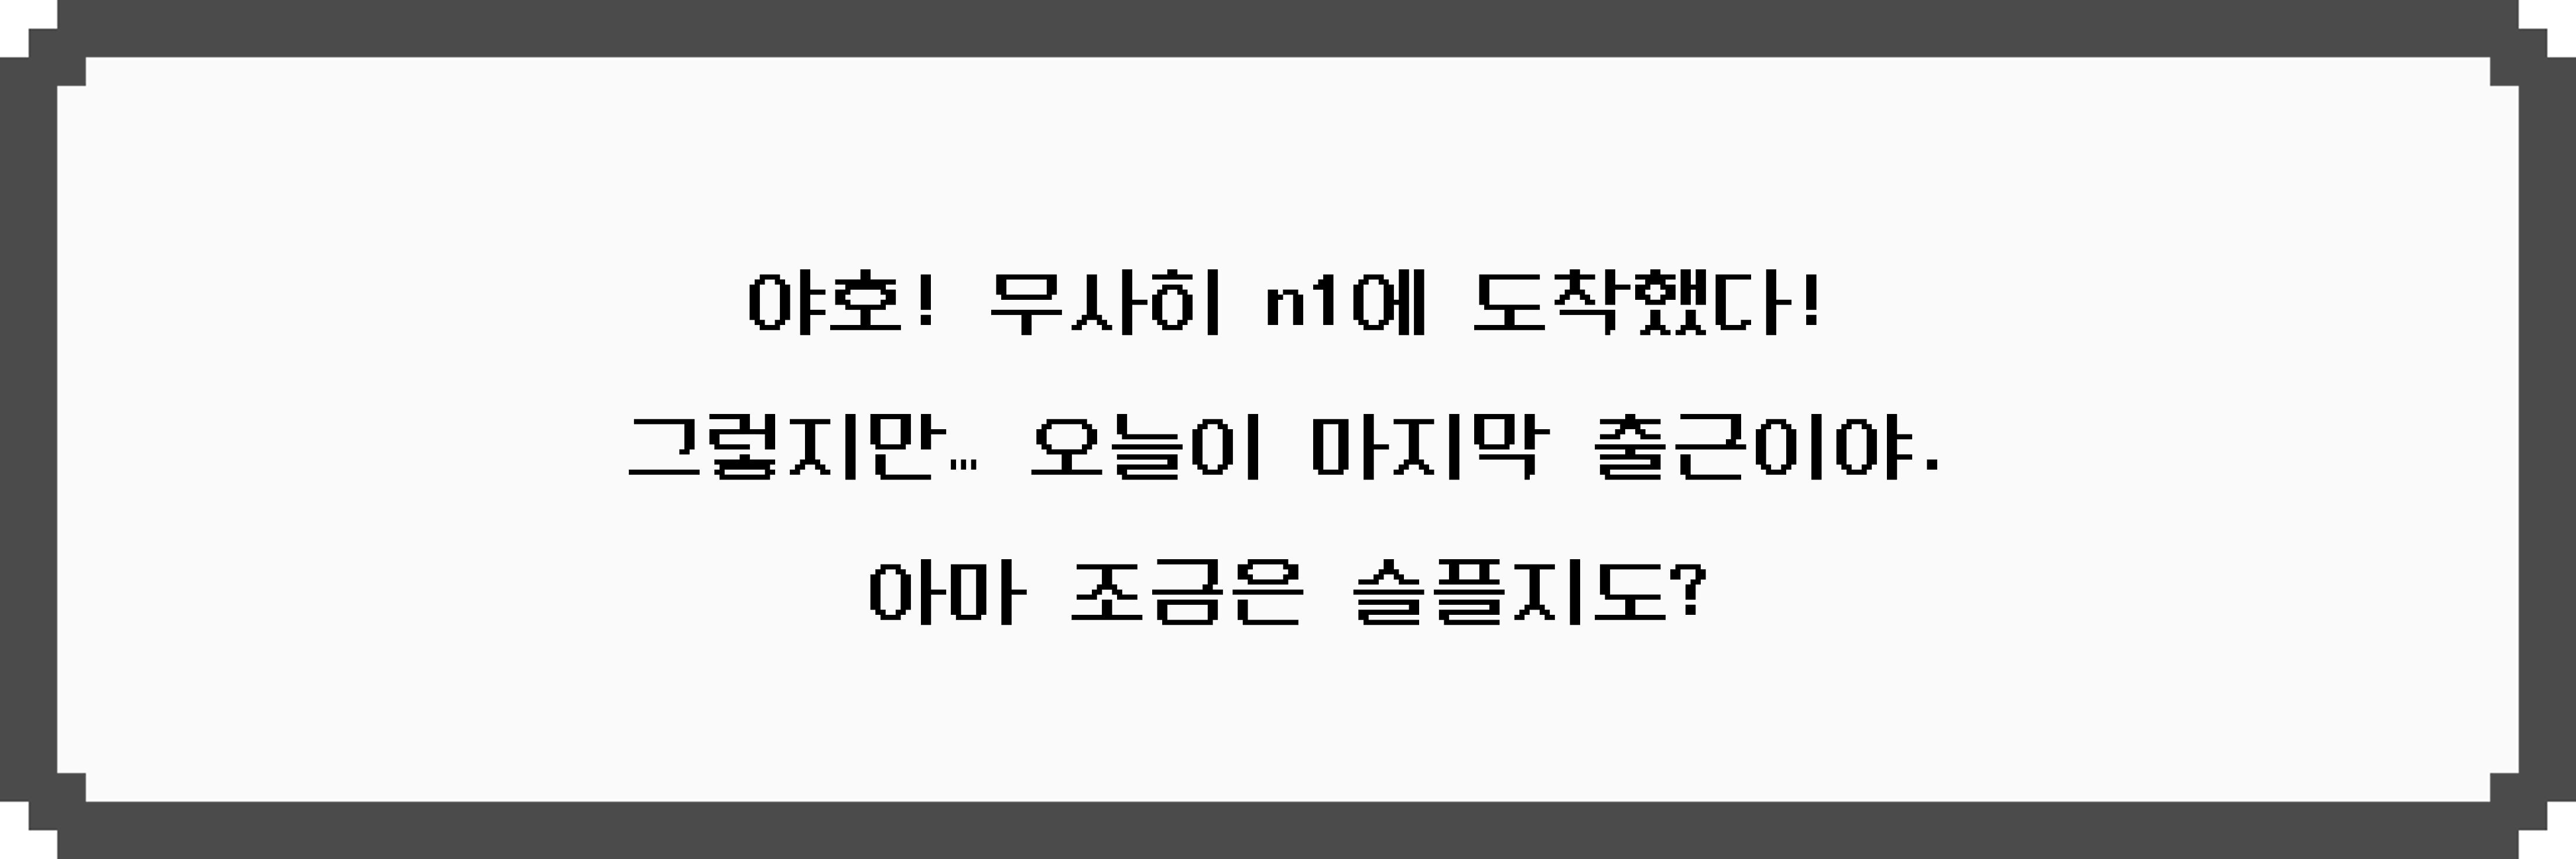 야호! 무사히 n1에 도착했다!
그렇지만… 오늘이 마지막 출근이야.
아마 조금은 슬플지도?